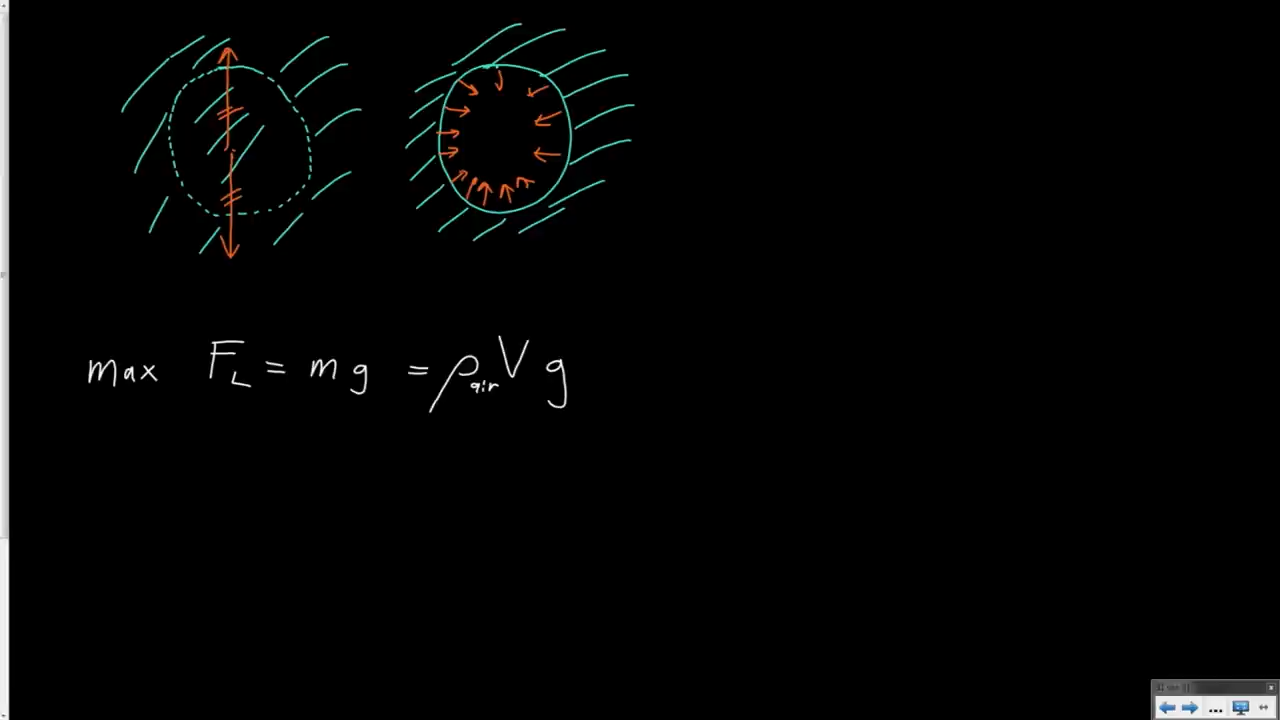 max F_L = mg = ρ_air V g